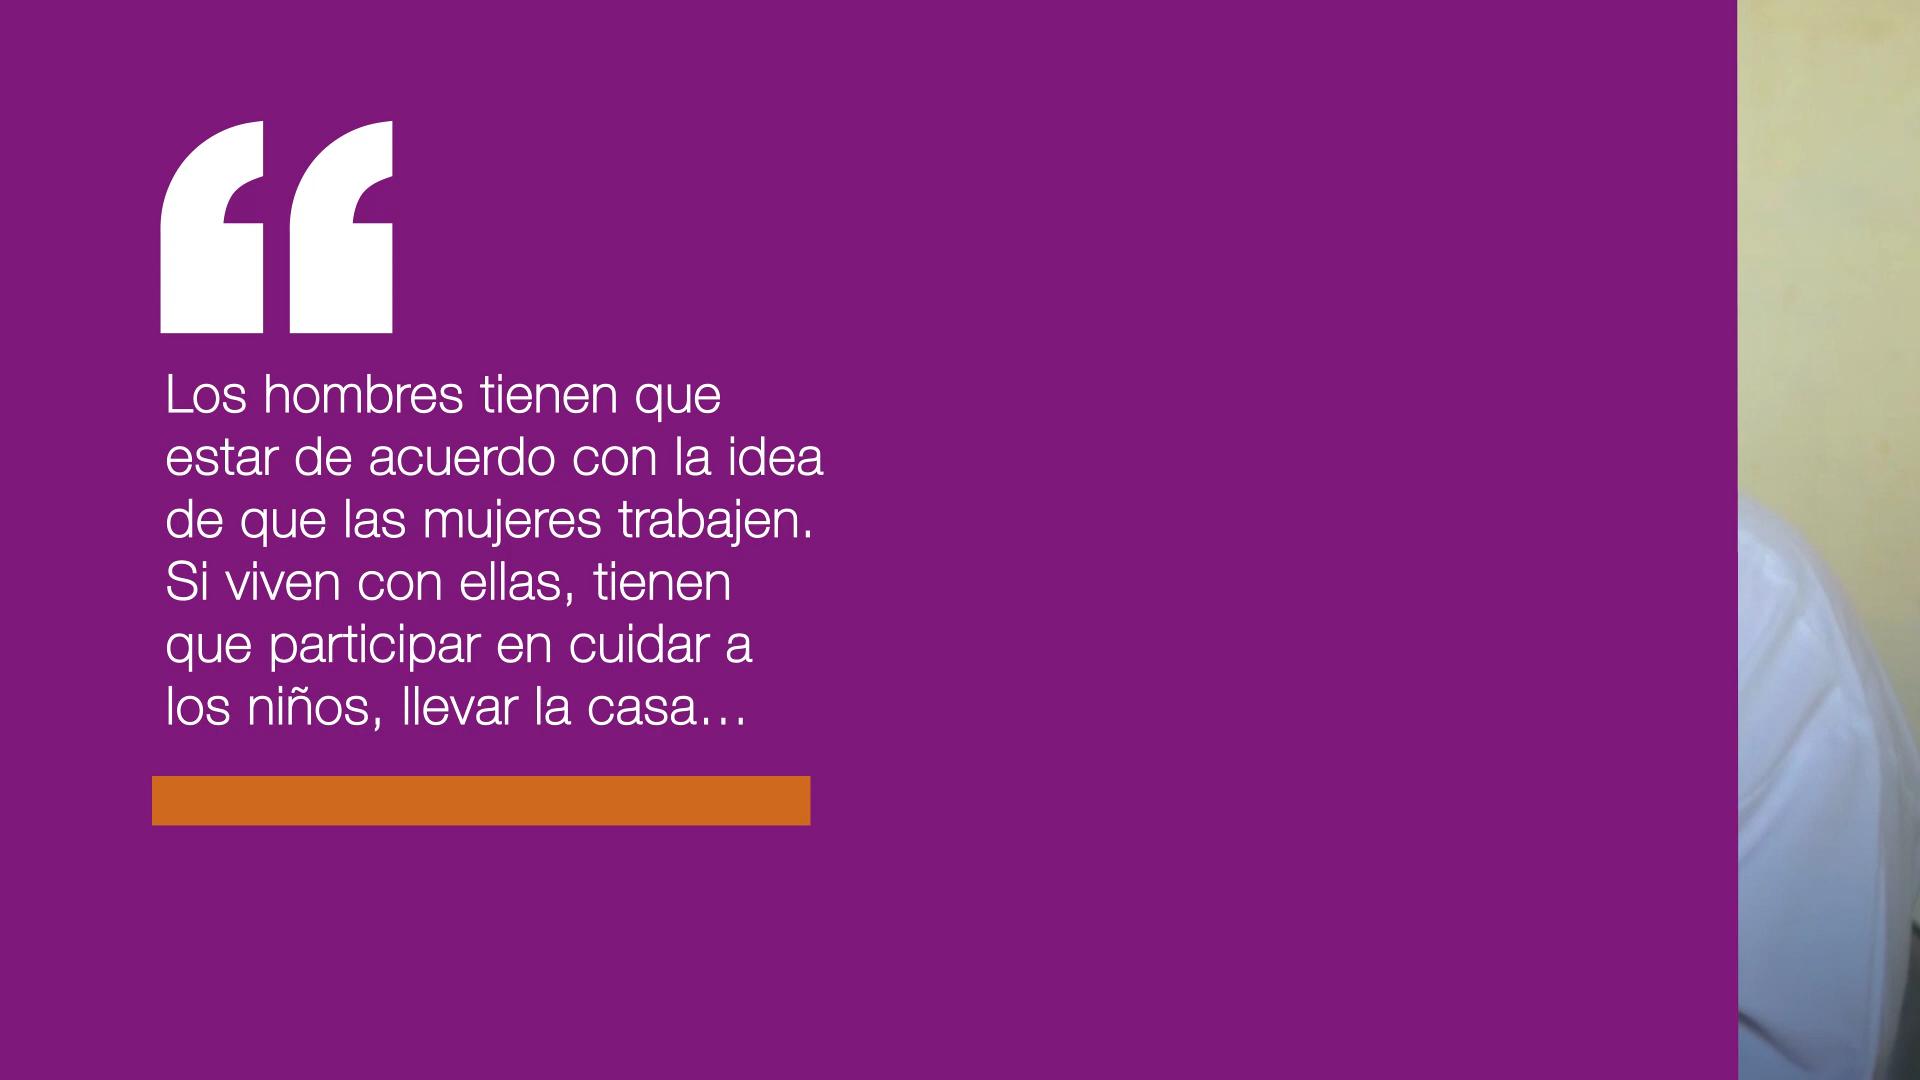 “
Los hombres tienen que
estar de acuerdo con la idea
de que las mujeres trabajen.
Si viven con ellas, tienen
que participar en cuidar a
los niños, llevar la casa…